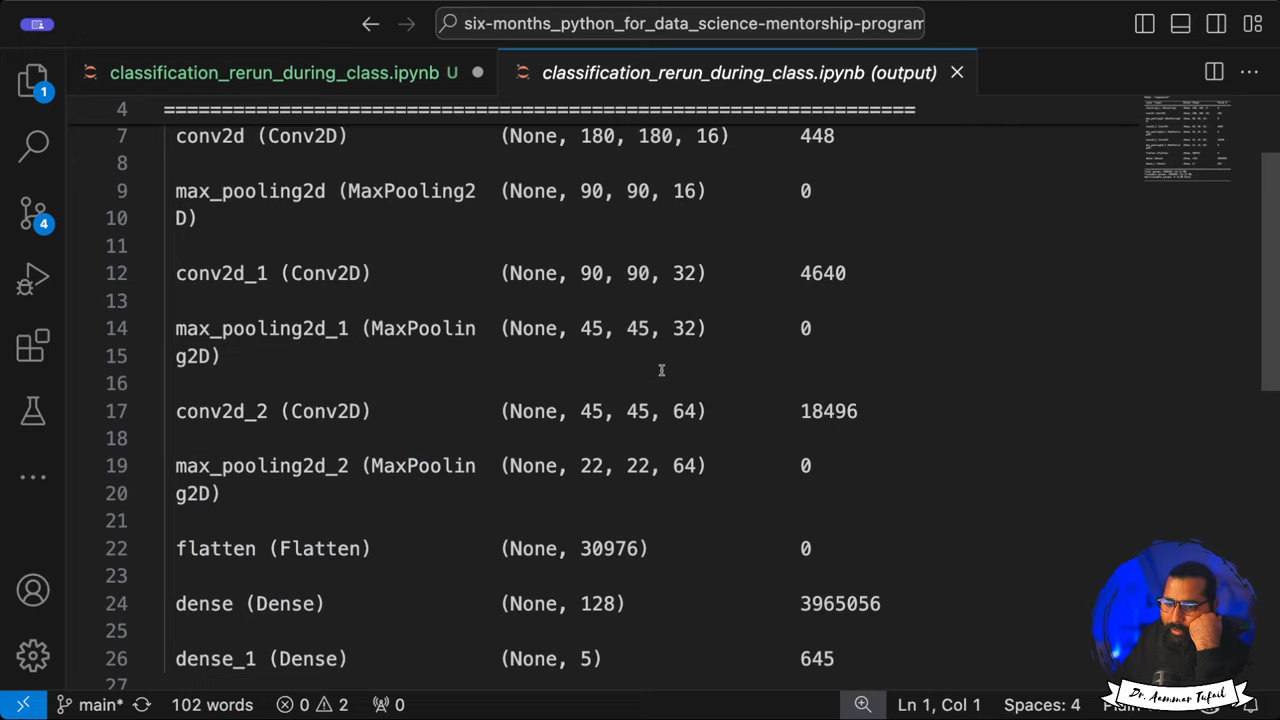 six-months_python_for_data_science-mentorship-program
classification_rerun_during_class.ipynb U
classification_rerun_during_class.ipynb (output)
1
4
4 =================================================================
7 conv2d (Conv2D) (None, 180, 180, 16) 448
8
9 max_pooling2d (MaxPooling2 (None, 90, 90, 16) 0
10 D)
11
12 conv2d_1 (Conv2D) (None, 90, 90, 32) 4640
13
14 max_pooling2d_1 (MaxPoolin (None, 45, 45, 32) 0
15 g2D)
16
17 conv2d_2 (Conv2D) (None, 45, 45, 64) 18496
18
19 max_pooling2d_2 (MaxPoolin (None, 22, 22, 64) 0
20 g2D)
21
22 flatten (Flatten) (None, 30976) 0
23
24 dense (Dense) (None, 128) 3965056
25
26 dense_1 (Dense) (None, 5) 645
27
main* 102 words 0 2 0 Ln 1, Col 1 Spaces: 4
Dr. Aammar Tufail